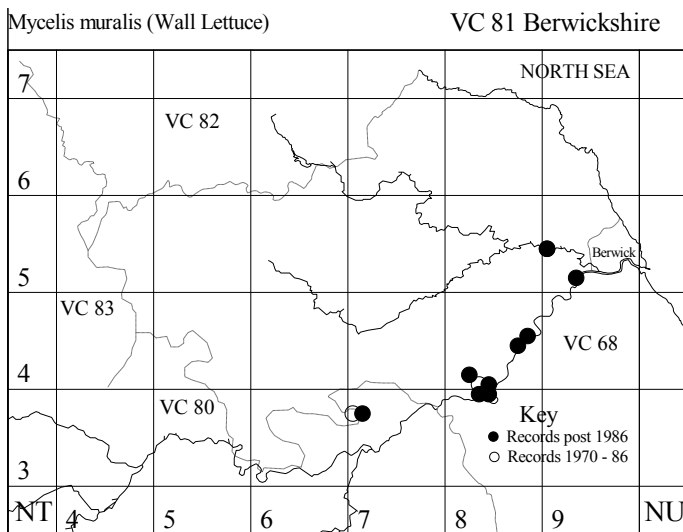 Mycelis muralis (Wall Lettuce)
VC 81 Berwickshire
NORTH SEA
7
VC 82
6
Berwick
5
VC 83
VC 68
4
VC 80
Key
Records post 1986
Records 1970 - 86
3
NT 4 5 6 7 8 9 NU